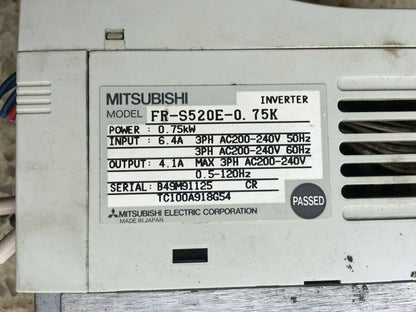 MITSUBISHI INVERTER
MODEL FR-S520E-0.75K
POWER : 0.75kW
INPUT : 6.4A 3PH AC200-240V 50Hz
3PH AC200-240V 60Hz
OUTPUT: 4.1A MAX 3PH AC200-240V
0.5-120Hz
SERIAL: B49M91125 CR
TC100A918G54
PASSED
MITSUBISHI ELECTRIC CORPORATION
MADE IN JAPAN